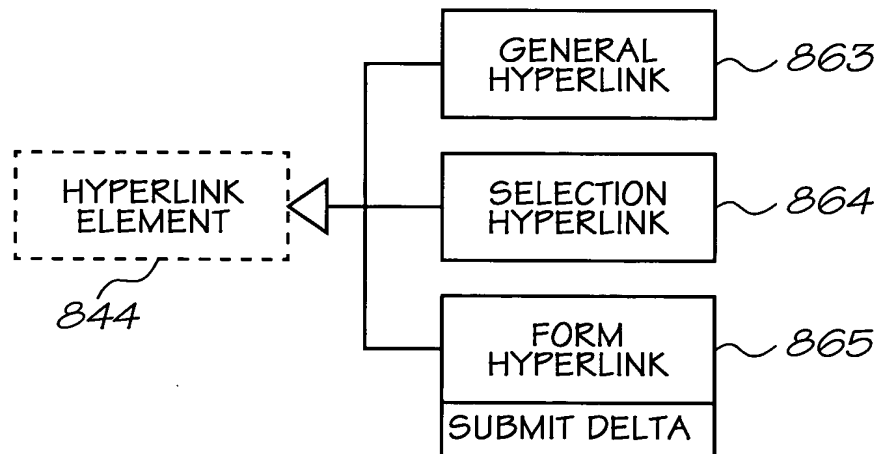 GENERAL
HYPERLINK
863
HYPERLINK
ELEMENT
844
SELECTION
HYPERLINK
864
FORM
HYPERLINK
865
SUBMIT DELTA